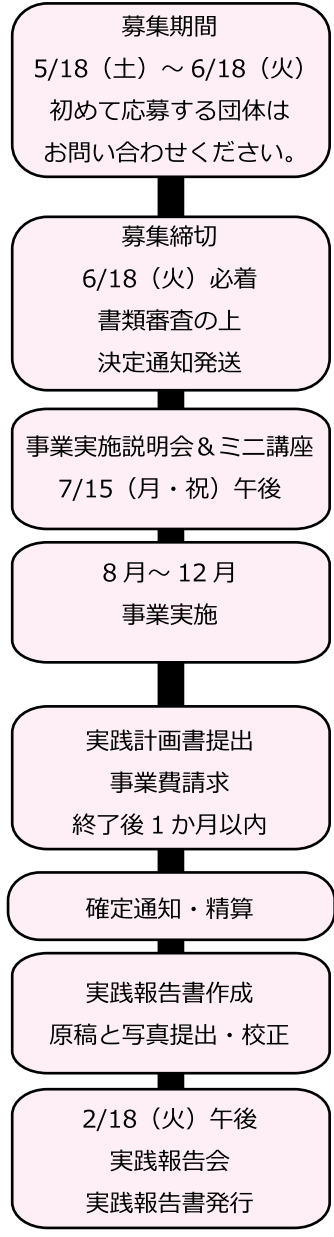 募集期間
5/18（土）～ 6/18（火）
初めて応募する団体は
お問い合わせください。
募集締切
6/18（火）必着
書類審査の上
決定通知発送
事業実施説明会＆ミニ講座
7/15（月・祝）午後
8 月～ 12 月
事業実施
実践計画書提出
事業費請求
終了後 1 か月以内
確定通知・精算
実践報告書作成
原稿と写真提出・校正
2/18（火）午後
実践報告会
実践報告書発行